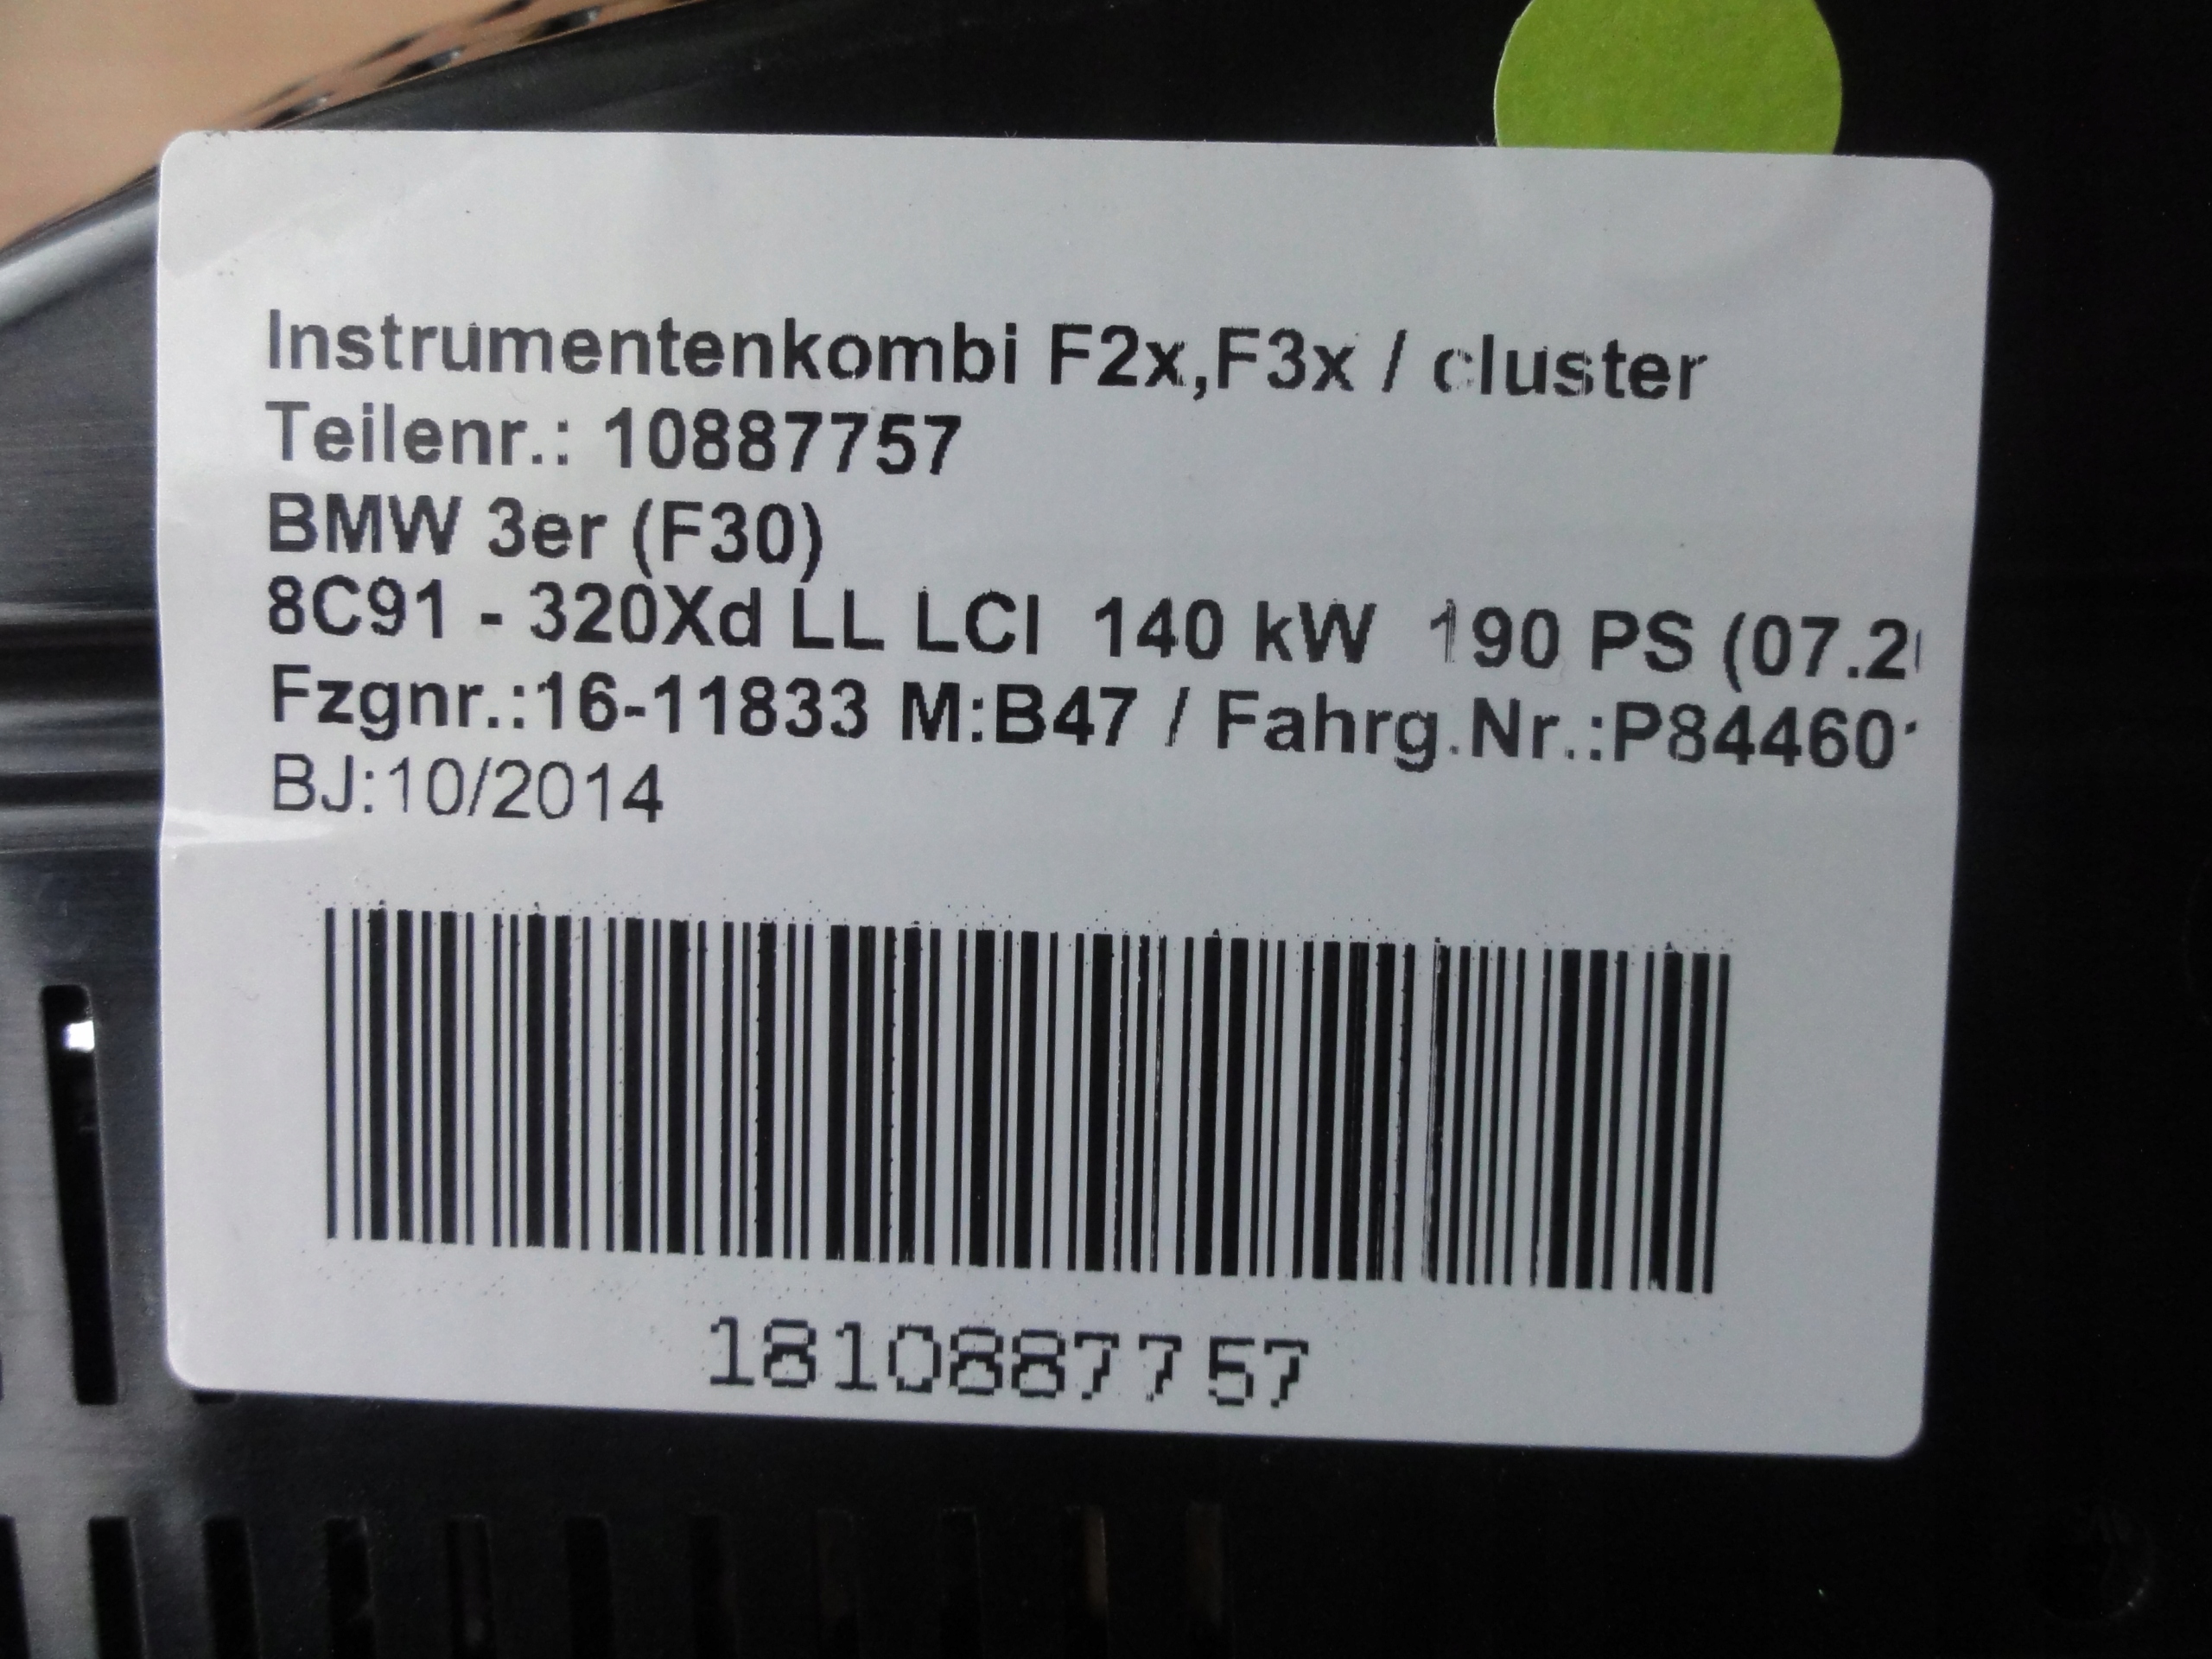 Instrumentenkombi F2x,F3x / cluster
Teilenr.: 10887757
BMW 3er (F30)
8C91 - 320Xd LL LCI 140 kW 190 PS (07.2
Fzgnr.:16-11833 M:B47 / Fahrg.Nr.:P84460
BJ:10/2014
1810887757